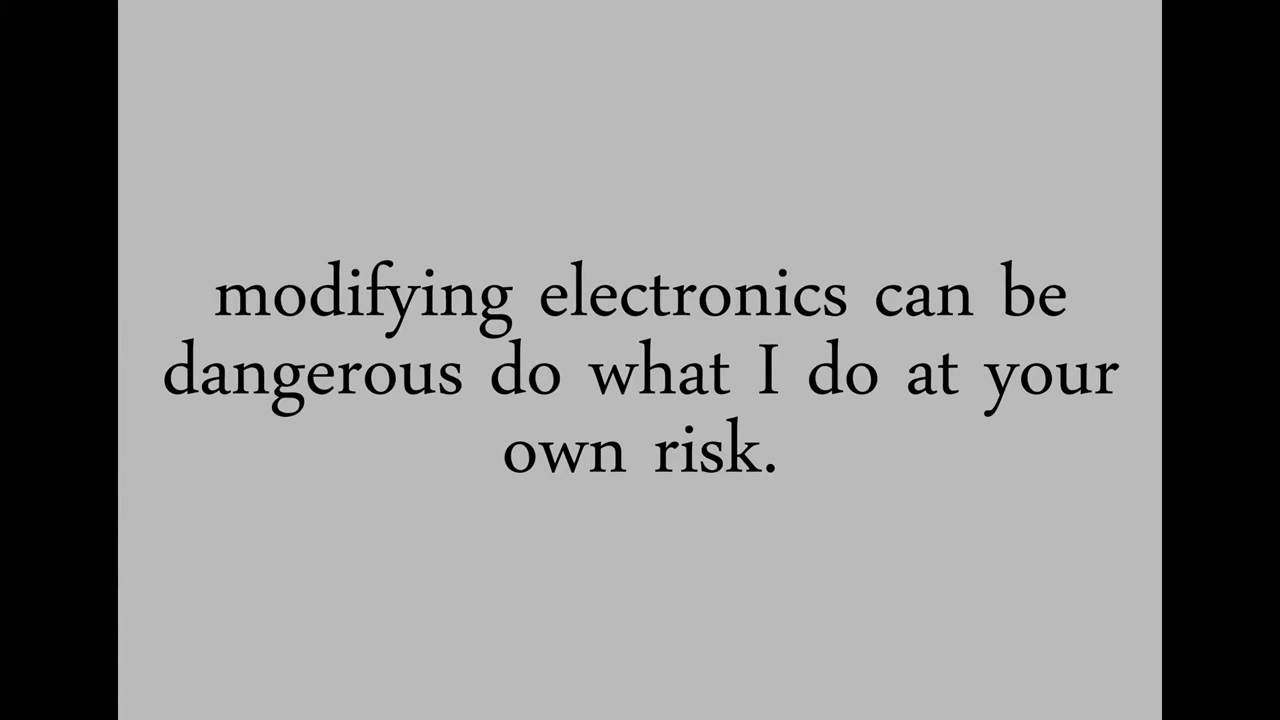 modifying electronics can be
dangerous do what I do at your
own risk.